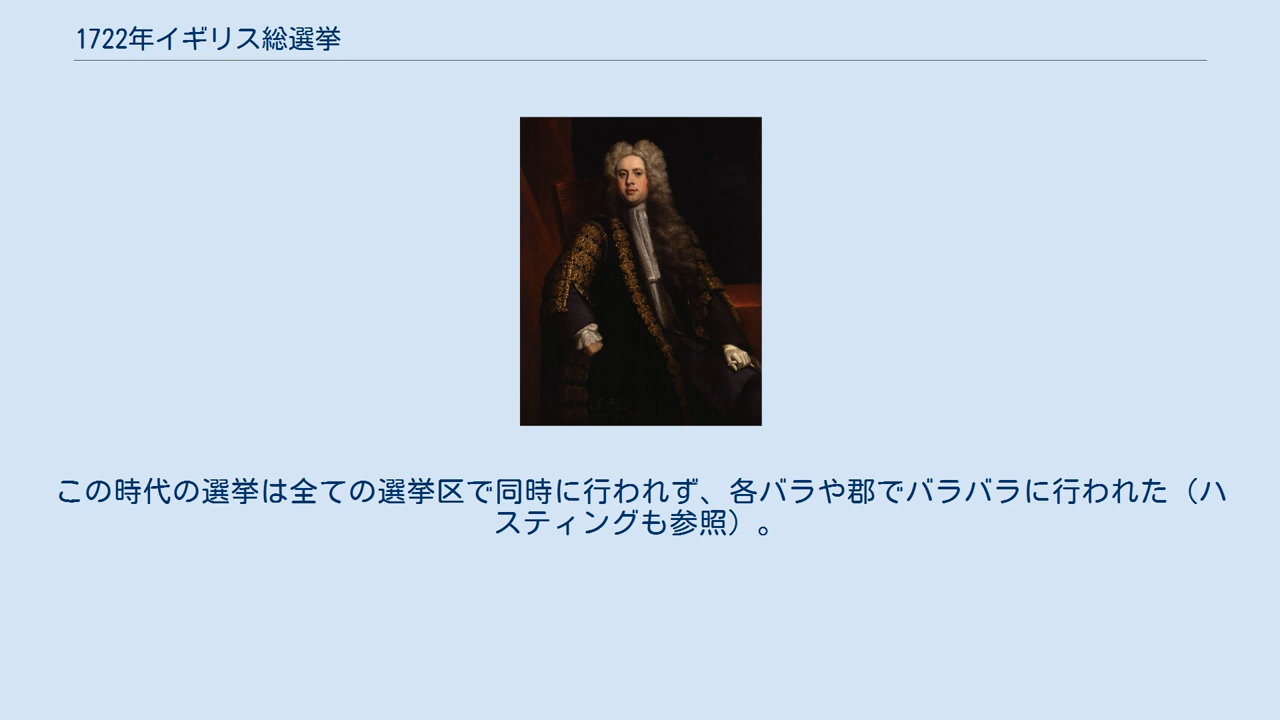 1722年イギリス総選挙
この時代の選挙は全ての選挙区で同時に行われず、各バラや郡でバラバラに行われた（ハ
スティングも参照）。